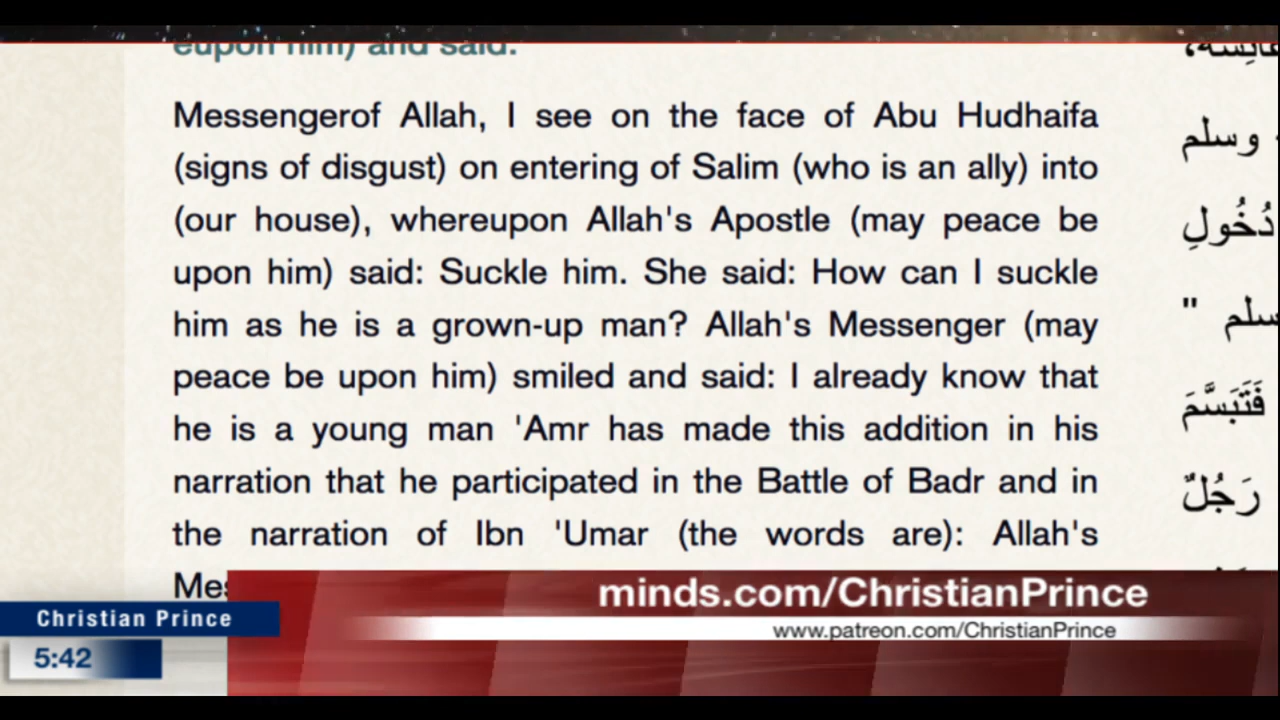 eupon him) and said:
Messengerof Allah, I see on the face of Abu Hudhaifa
(signs of disgust) on entering of Salim (who is an ally) into
(our house), whereupon Allah's Apostle (may peace be
upon him) said: Suckle him. She said: How can I suckle
him as he is a grown-up man? Allah's Messenger (may
peace be upon him) smiled and said: I already know that
he is a young man 'Amr has made this addition in his
narration that he participated in the Battle of Badr and in
the narration of Ibn 'Umar (the words are): Allah's
Mes
وسلم
دُخُولِ
سلم "
فَتَبَسَّمَ
رَجُلٌ
minds.com/ChristianPrince
www.patreon.com/ChristianPrince
Christian Prince
5:42